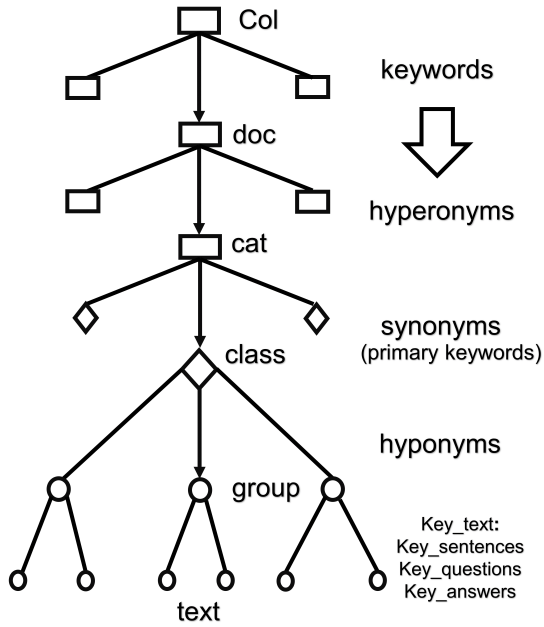 Col
keywords
doc
hyperonyms
cat
synonyms
(primary keywords)
class
hyponyms
group
Key_text:
Key_sentences
Key_questions
Key_answers
text